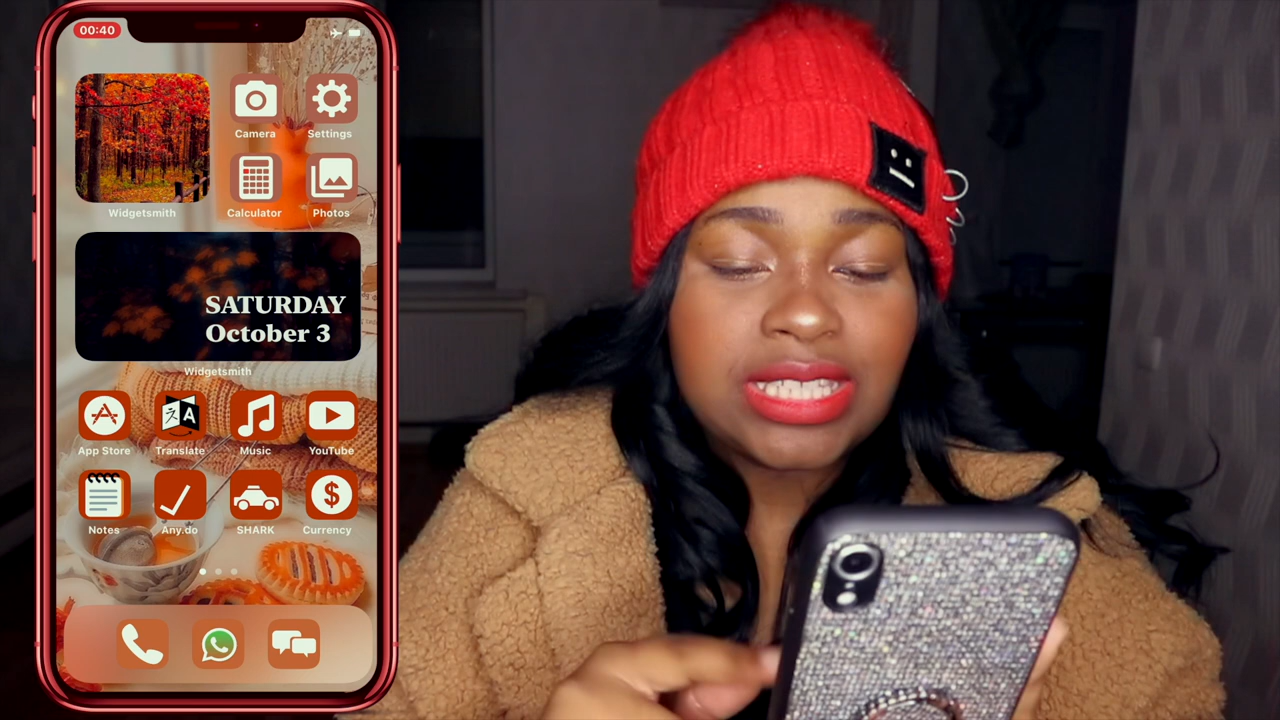 00:40
Camera
Settings
Widgetsmith
Calculator
Photos
SATURDAY
October 3
Widgetsmith
App Store
Translate
Music
YouTube
Notes
Any.do
SHARK
Currency